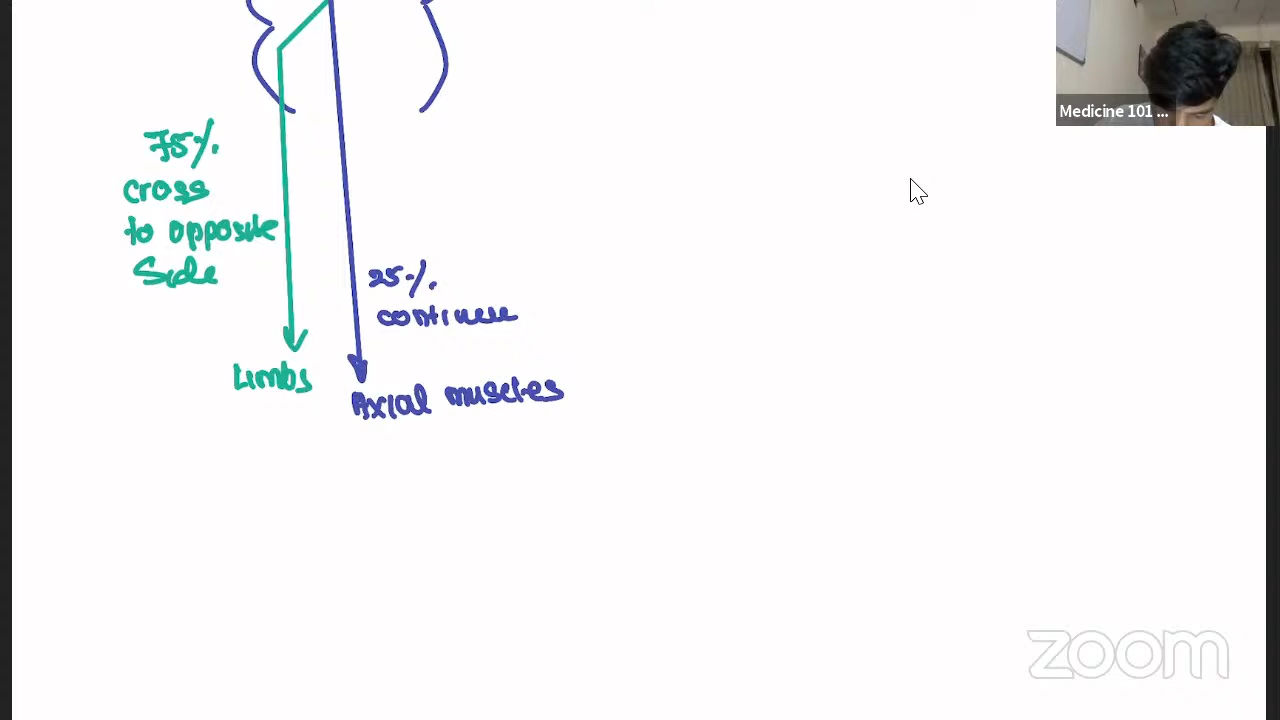 Medicine 101 ...
75%.
cross
to opposite
Side
25%.
continue
Limbs
Axial muscles
zoom